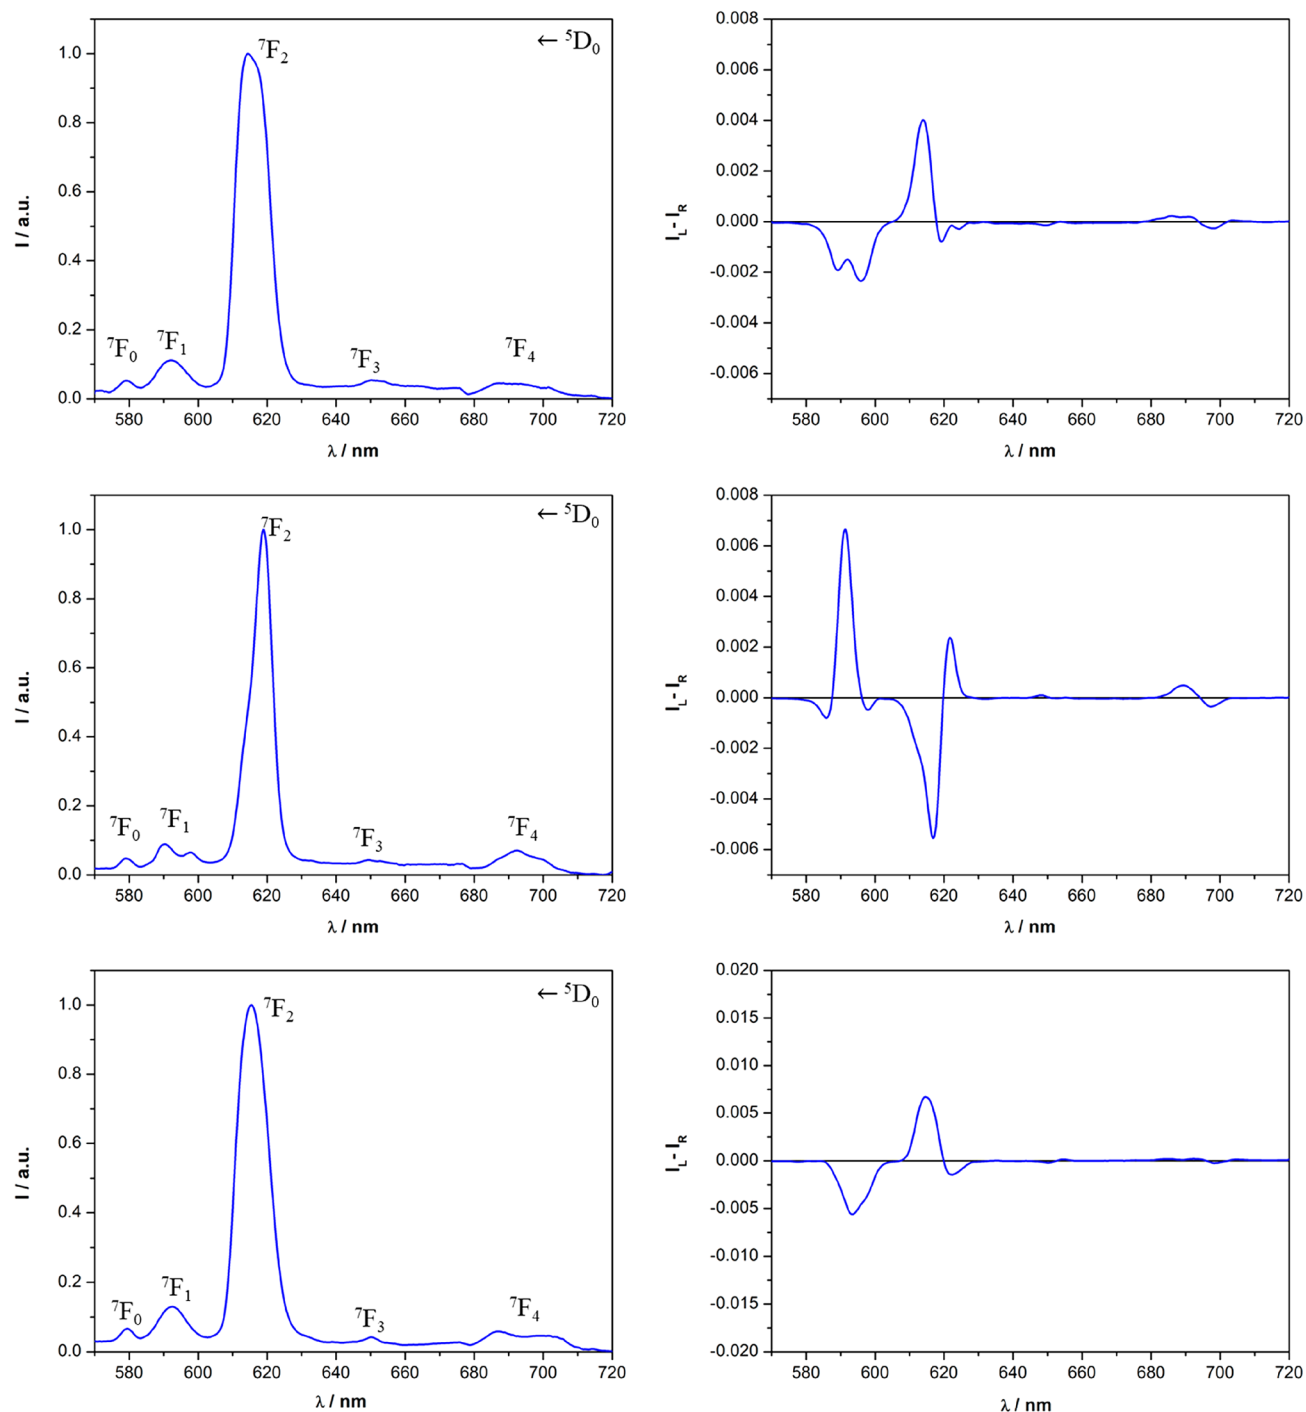 ⁷F₂
← ⁵D₀
⁷F₀
⁷F₁
⁷F₃
⁷F₄
I / a.u.
1.0
0.8
0.6
0.4
0.2
0.0
580 600 620 640 660 680 700 720
λ / nm
I_L- I_R
0.008
0.006
0.004
0.002
0.000
-0.002
-0.004
-0.006
580 600 620 640 660 680 700 720
λ / nm
⁷F₂
← ⁵D₀
⁷F₀
⁷F₁
⁷F₃
⁷F₄
I / a.u.
1.0
0.8
0.6
0.4
0.2
0.0
580 600 620 640 660 680 700 720
λ / nm
I_L- I_R
0.008
0.006
0.004
0.002
0.000
-0.002
-0.004
-0.006
580 600 620 640 660 680 700 720
λ / nm
⁷F₂
← ⁵D₀
⁷F₀
⁷F₁
⁷F₃
⁷F₄
I / a.u.
1.0
0.8
0.6
0.4
0.2
0.0
580 600 620 640 660 680 700 720
λ / nm
I_L- I_R
0.020
0.015
0.010
0.005
0.000
-0.005
-0.010
-0.015
-0.020
580 600 620 640 660 680 700 720
λ / nm